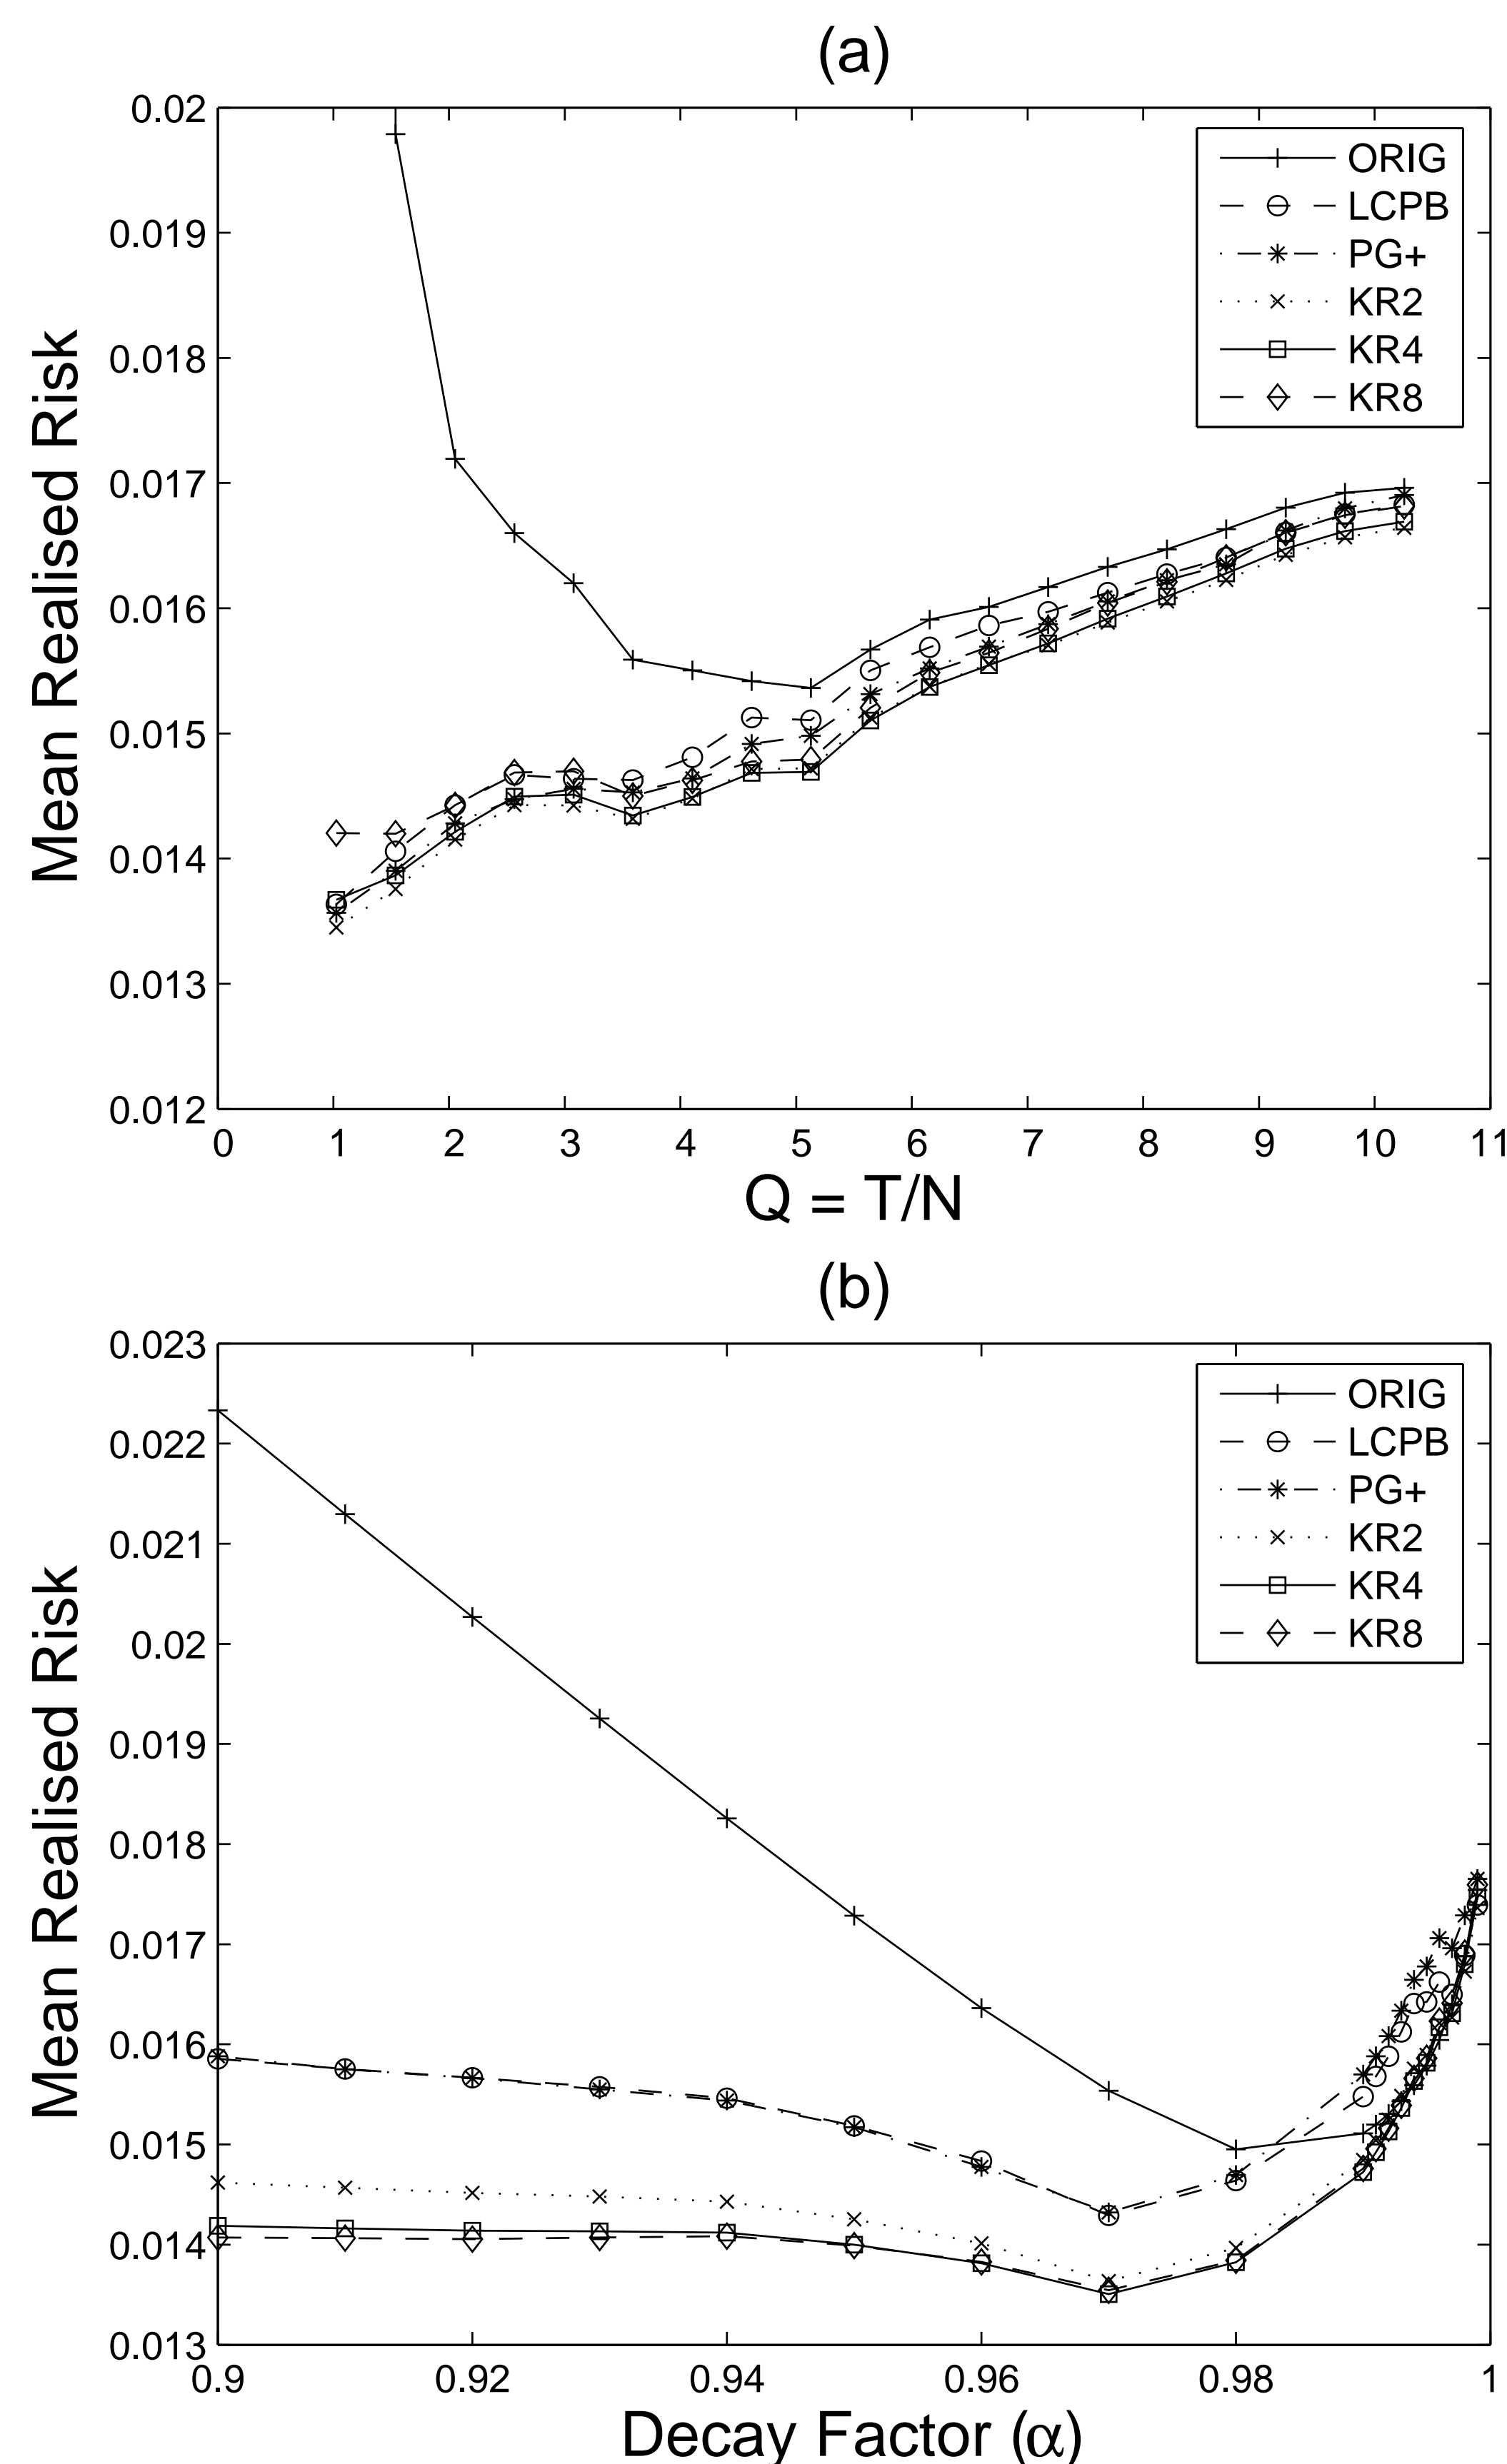 (a)
0.02
0.019
0.018
0.017
0.016
0.015
0.014
0.013
0.012
Mean Realised Risk
ORIG
LCPB
PG+
KR2
KR4
KR8
0 1 2 3 4 5 6 7 8 9 10 11
Q = T/N
(b)
0.023
0.022
0.021
0.02
0.019
0.018
0.017
0.016
0.015
0.014
0.013
Mean Realised Risk
ORIG
LCPB
PG+
KR2
KR4
KR8
0.9 0.92 0.94 0.96 0.98 1
Decay Factor (α)